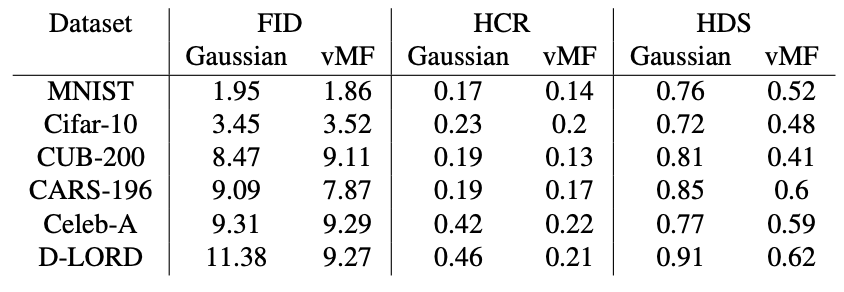 Dataset FID HCR HDS
Gaussian vMF Gaussian vMF Gaussian vMF
MNIST 1.95 1.86 0.17 0.14 0.76 0.52
Cifar-10 3.45 3.52 0.23 0.2 0.72 0.48
CUB-200 8.47 9.11 0.19 0.13 0.81 0.41
CARS-196 9.09 7.87 0.19 0.17 0.85 0.6
Celeb-A 9.31 9.29 0.42 0.22 0.77 0.59
D-LORD 11.38 9.27 0.46 0.21 0.91 0.62